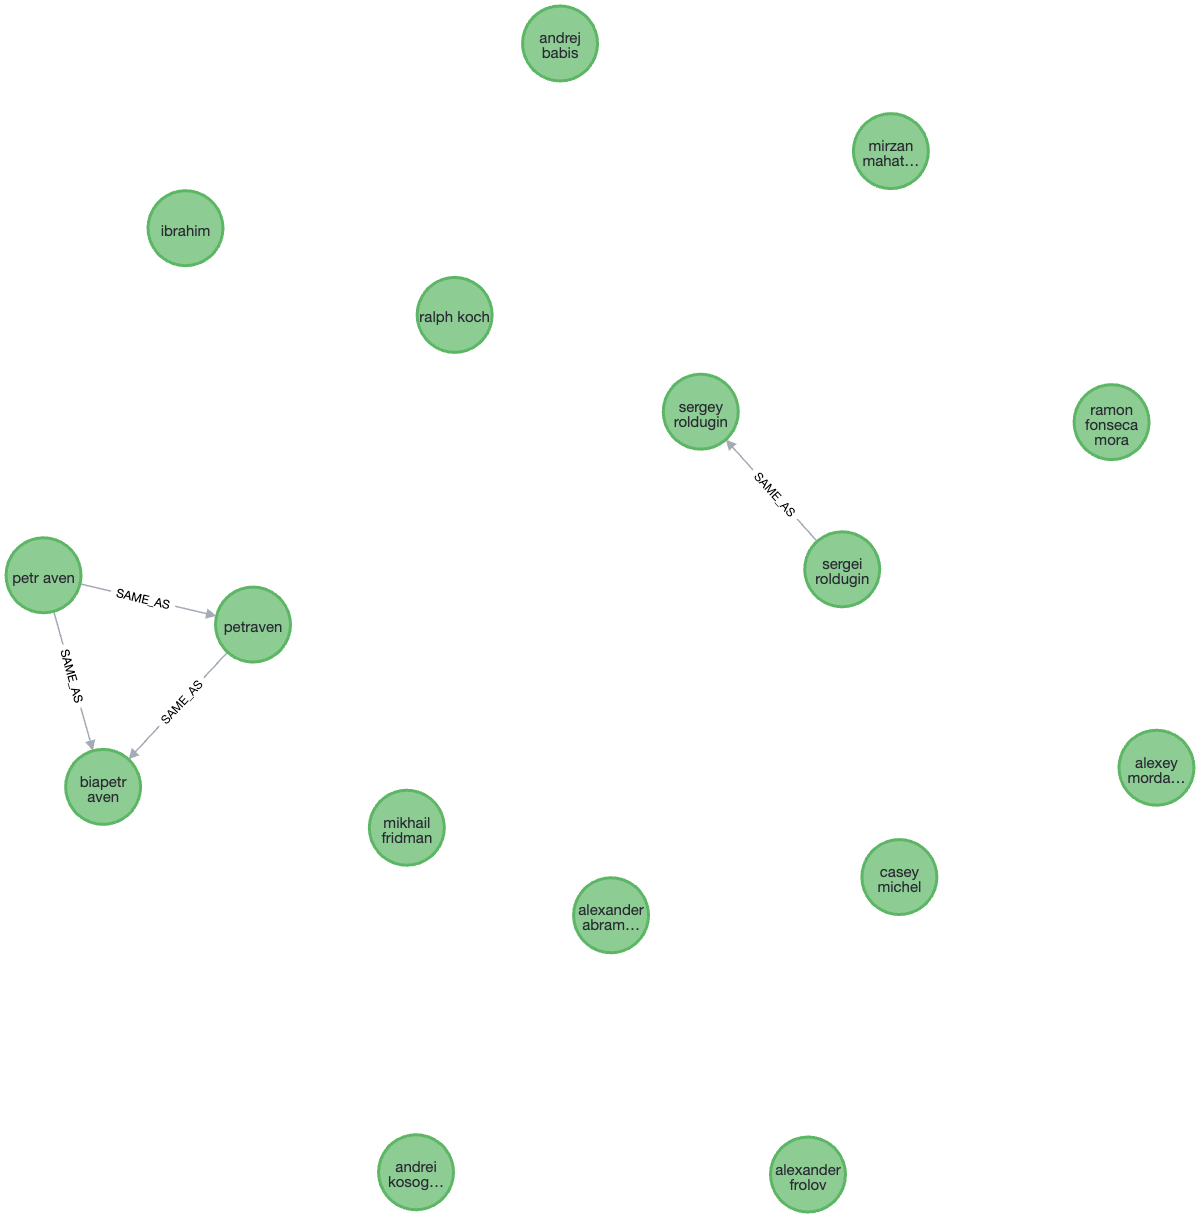 andrej
babis
mirzan
mahat…
ibrahim
ralph koch
sergey
roldugin
ramon
fonseca
mora
SAME_AS
sergei
roldugin
petr aven
SAME_AS
petraven
SAME_AS
SAME_AS
biapetr
aven
alexey
morda…
mikhail
fridman
casey
michel
alexander
abram…
andrei
kosog…
alexander
frolov